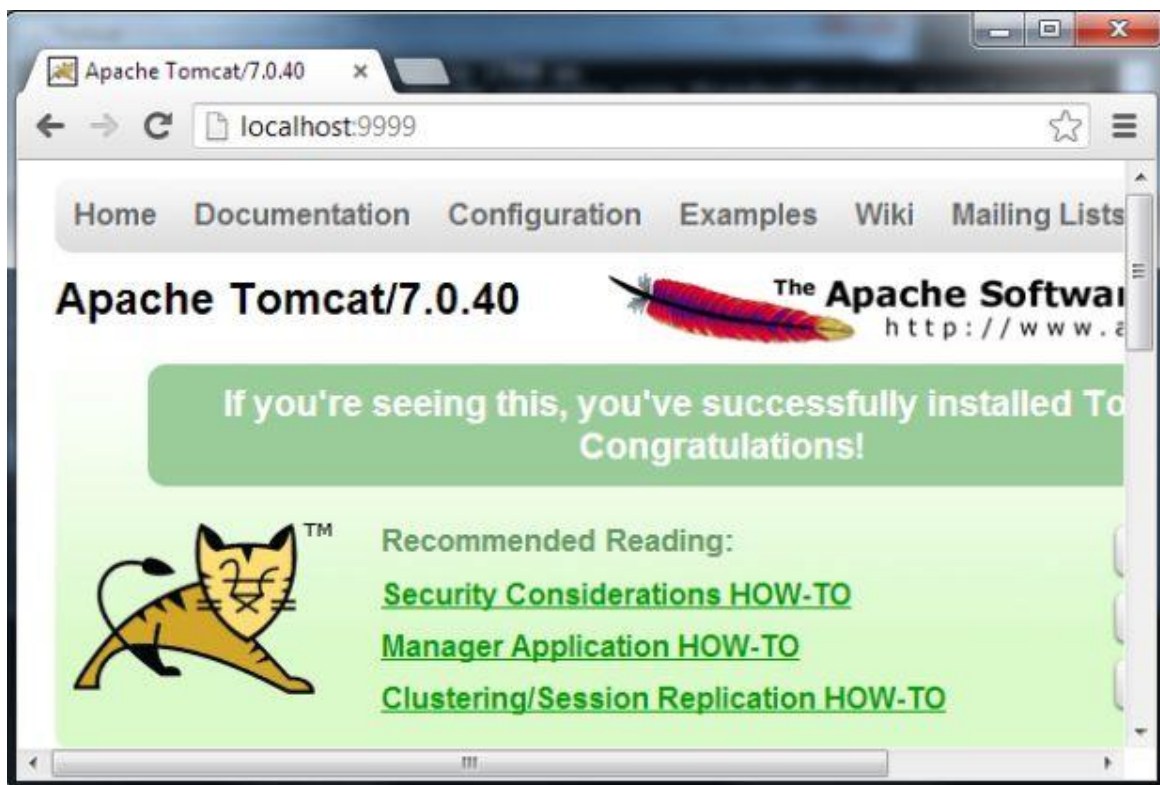 Apache Tomcat/7.0.40
localhost:9999
Home Documentation Configuration Examples Wiki Mailing Lists
Apache Tomcat/7.0.40
The Apache Softwar
http://www.a
If you're seeing this, you've successfully installed To
Congratulations!
TM
Recommended Reading:
Security Considerations HOW-TO
Manager Application HOW-TO
Clustering/Session Replication HOW-TO